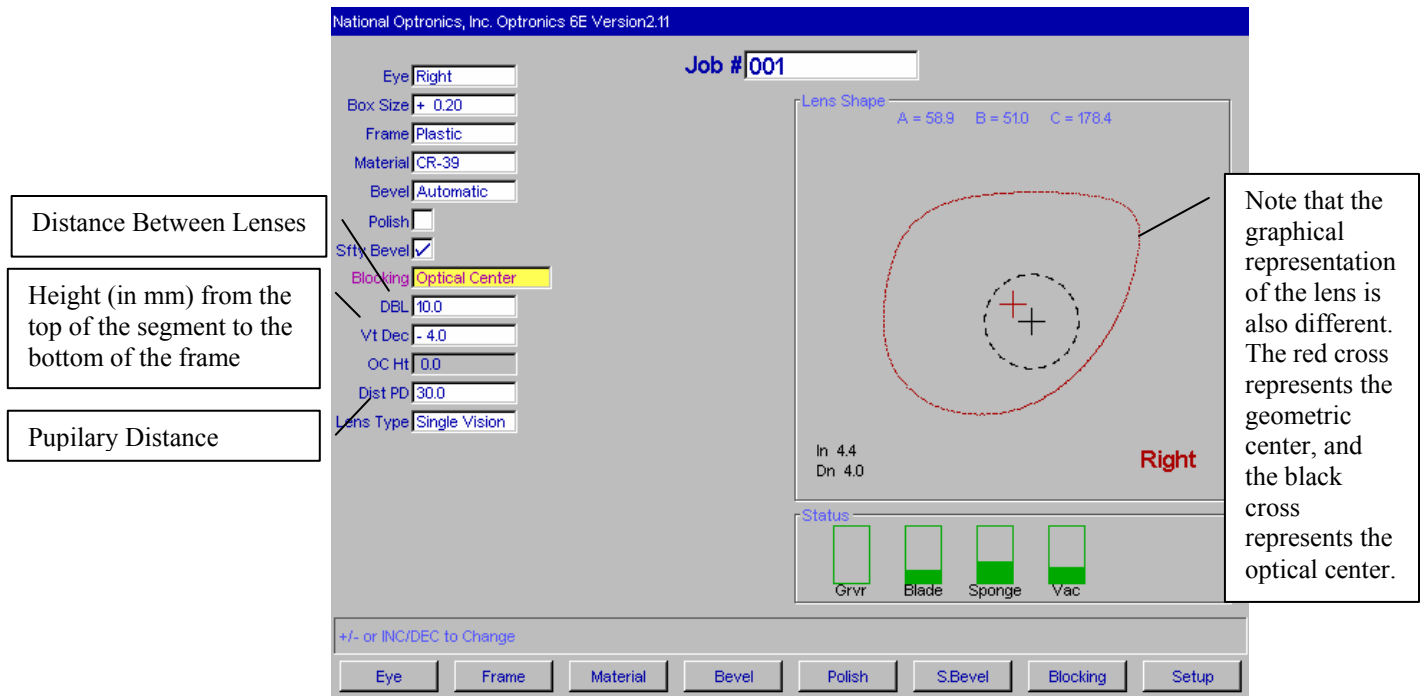 National Optronics, Inc. Optronics 6E Version2.11
Job # 001
Eye Right
Box Size + 0.20
Frame Plastic
Material CR-39
Bevel Automatic
Polish
Sfty Bevel
Blocking Optical Center
DBL 10.0
Vt Dec - 4.0
OC Ht 0.0
Dist PD 30.0
Lens Type Single Vision
Distance Between Lenses
Height (in mm) from the
top of the segment to the
bottom of the frame
Pupilary Distance
Lens Shape
A = 58.9 B = 51.0 C = 178.4
In 4.4
Dn 4.0
Right
Note that the
graphical
representation
of the lens is
also different.
The red cross
represents the
geometric
center, and
the black
cross
represents the
optical center.
Status
Grvr Blade Sponge Vac
+/- or INC/DEC to Change
Eye Frame Material Bevel Polish S.Bevel Blocking Setup